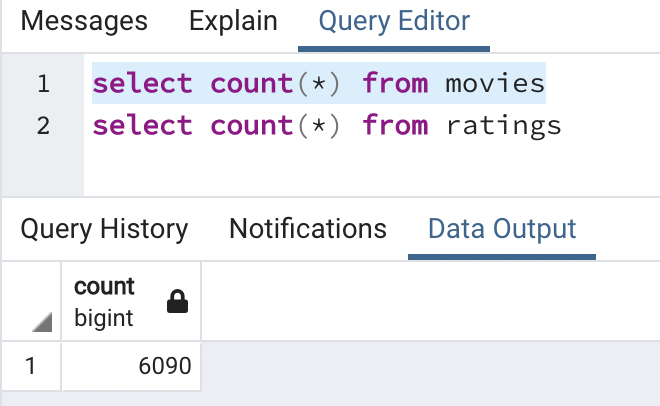 Messages Explain Query Editor
1 select count(*) from movies
2 select count(*) from ratings
Query History Notifications Data Output
count
bigint
1 6090